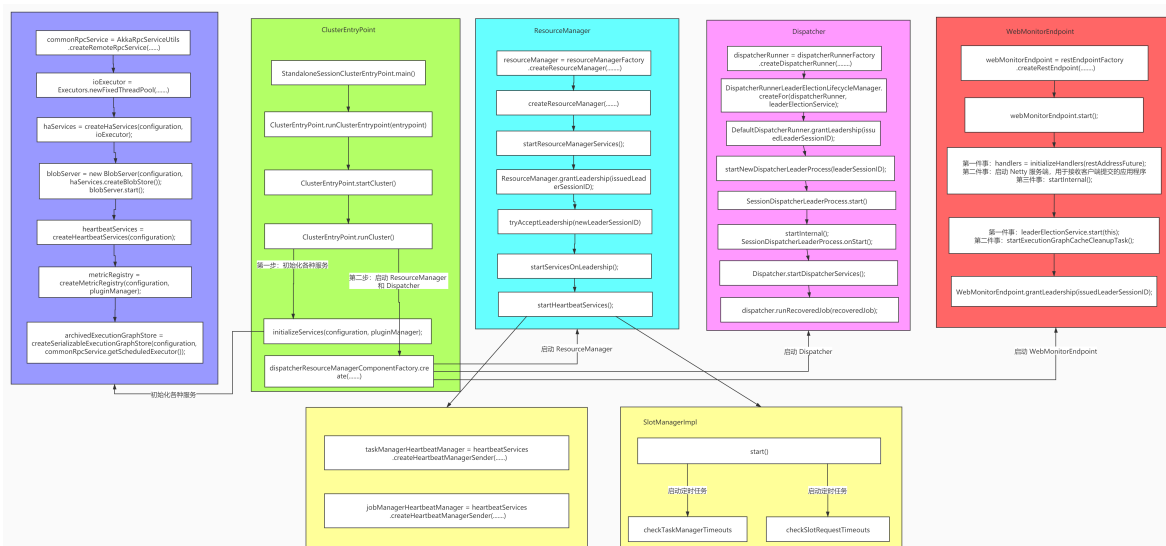 commonRpcService = AkkaRpcServiceUtils
.createRemoteRpcService(......)
ioExecutor =
Executors.newFixedThreadPool(......)
haServices = createHaServices(configuration,
ioExecutor);
blobServer = new BlobServer(configuration,
haServices.createBlobStore());
blobServer.start();
heartbeatServices =
createHeartbeatServices(configuration);
metricRegistry =
createMetricRegistry(configuration,
pluginManager);
archivedExecutionGraphStore =
createSerializableExecutionGraphStore(configuration,
commonRpcService.getScheduledExecutor());
初始化各种服务
ClusterEntryPoint
StandaloneSessionClusterEntryPoint.main()
ClusterEntryPoint.runClusterEntrypoint(entrypoint)
ClusterEntryPoint.startCluster()
ClusterEntryPoint.runCluster()
第一步：初始化各种服务
第二步：启动 ResourceManager
和 Dispatcher
initializeServices(configuration, pluginManager);
dispatcherResourceManagerComponentFactory.cre
ate(......)
ResourceManager
resourceManager = resourceManagerFactory
.createResourceManager(........)
createResourceManager(......)
startResourceManagerServices();
ResourceManager.grantLeadership(issuedLea
derSessionID);
tryAcceptLeadership(newLeaderSessionID)
startServicesOnLeadership();
startHeartbeatServices();
启动 ResourceManager
Dispatcher
dispatcherRunner = dispatcherRunnerFactory
.createDispatcherRunner(........)
DispatcherRunnerLeaderElectionLifecycleManager.
createFor(dispatcherRunner,
leaderElectionService);
DefaultDispatcherRunner.grantLeadership(issu
edLeaderSessionID);
startNewDispatcherLeaderProcess(leaderSessionID);
SessionDispatcherLeaderProcess.start()
startInternal();
SessionDispatcherLeaderProcess.onStart();
Dispatcher.startDispatcherServices();
dispatcher.runRecoveredJob(recoveredJob);
启动 Dispatcher
WebMonitorEndpoint
webMonitorEndpoint = restEndpointFactory
.createRestEndpoint(......)
webMonitorEndpoint.start();
第一件事：handlers = initializeHandlers(restAddressFuture);
第二件事：启动 Netty 服务端，用于接收客户端提交的应用程序
第三件事：startInternal();
第一件事：leaderElectionService.start(this);
第二件事：startExecutionGraphCacheCleanupTask();
WebMonitorEndpoint.grantLeadership(issuedLeaderSessionID);
启动 WebMonitorEndpoint
taskManagerHeartbeatManager = heartbeatServices
.createHeartbeatManagerSender(......)
jobManagerHeartbeatManager = heartbeatServices
.createHeartbeatManagerSender(......)
SlotManagerImpl
start()
启动定时任务
启动定时任务
checkTaskManagerTimeouts
checkSlotRequestTimeouts